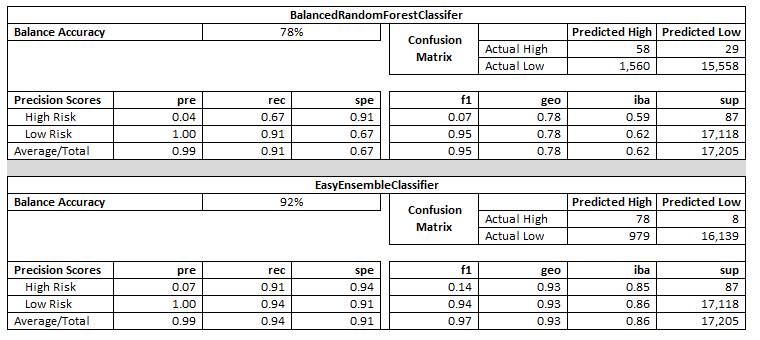 BalancedRandomForestClassifer
Balance Accuracy 78% Confusion Matrix Predicted High Predicted Low
Actual High 58 29
Actual Low 1,560 15,558
Precision Scores pre rec spe f1 geo iba sup
High Risk 0.04 0.67 0.91 0.07 0.78 0.59 87
Low Risk 1.00 0.91 0.67 0.95 0.78 0.62 17,118
Average/Total 0.99 0.91 0.67 0.95 0.78 0.62 17,205
EasyEnsembleClassifier
Balance Accuracy 92% Confusion Matrix Predicted High Predicted Low
Actual High 78 8
Actual Low 979 16,139
Precision Scores pre rec spe f1 geo iba sup
High Risk 0.07 0.91 0.94 0.14 0.93 0.85 87
Low Risk 1.00 0.94 0.91 0.94 0.93 0.86 17,118
Average/Total 0.99 0.94 0.91 0.97 0.93 0.86 17,205